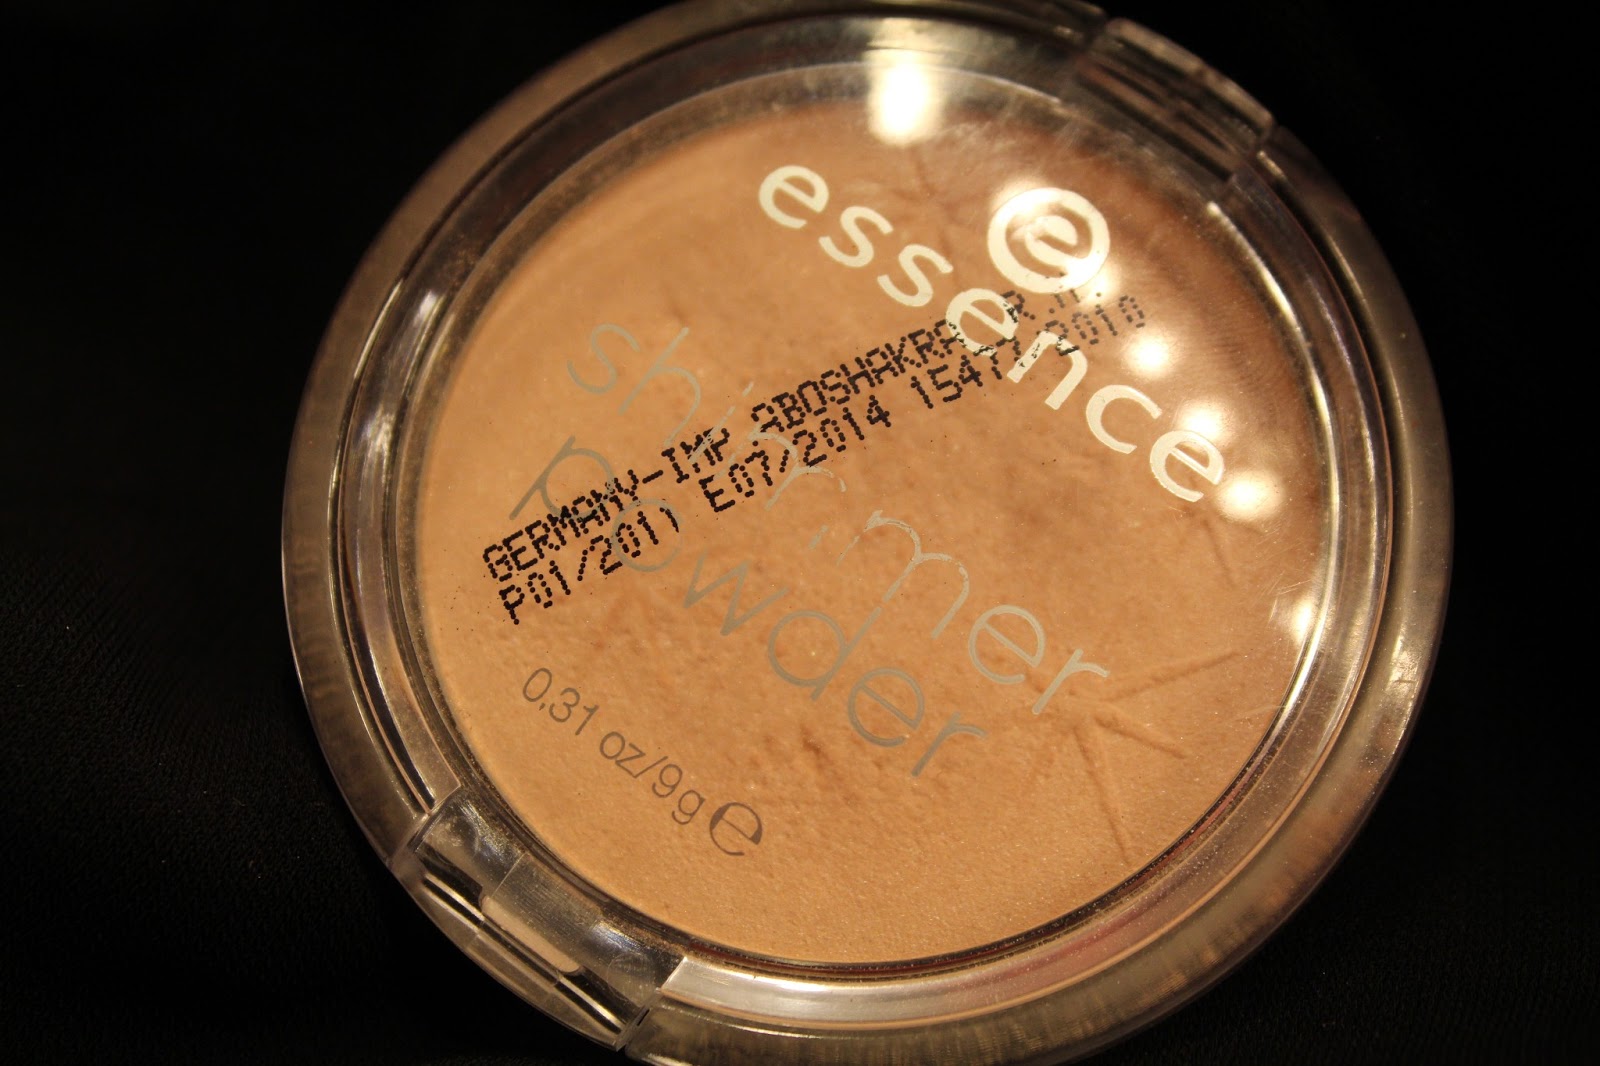 e
essence
GERMANY-IMP ABOSHAKRA
P01/2011 E07/2014
shimmer
powder
0,31 oz/9g e